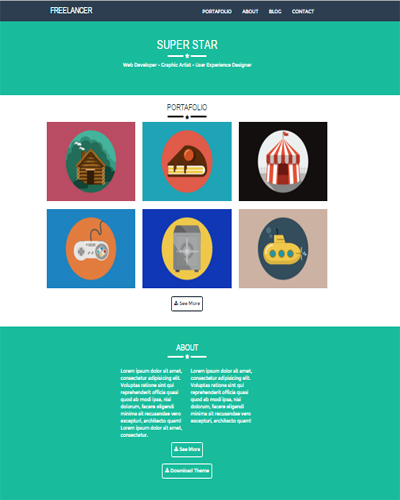 FREELANCER
PORTAFOLIO ABOUT BLOG CONTACT
SUPER STAR
Web Developer - Graphic Artist - User Experience Designer
PORTAFOLIO
See More
ABOUT
Lorem ipsum dolor sit amet,
consectetur adipisicing elit.
Voluptas ratione sint qui
reprehenderit officia quasi
quod ab modi ipsa, nisi
dolorum, facere eligendi
minus est recusandae vero
excepturi, architecto quam!
Lorem ipsum dolor sit amet,
consectetur.
Lorem ipsum dolor sit amet,
consectetur adipisicing elit.
Voluptas ratione sint qui
reprehenderit officia quasi
quod ab modi ipsa, nisi
dolorum, facere eligendi
minus est recusandae vero
excepturi, architecto quam!
See More
Download Theme